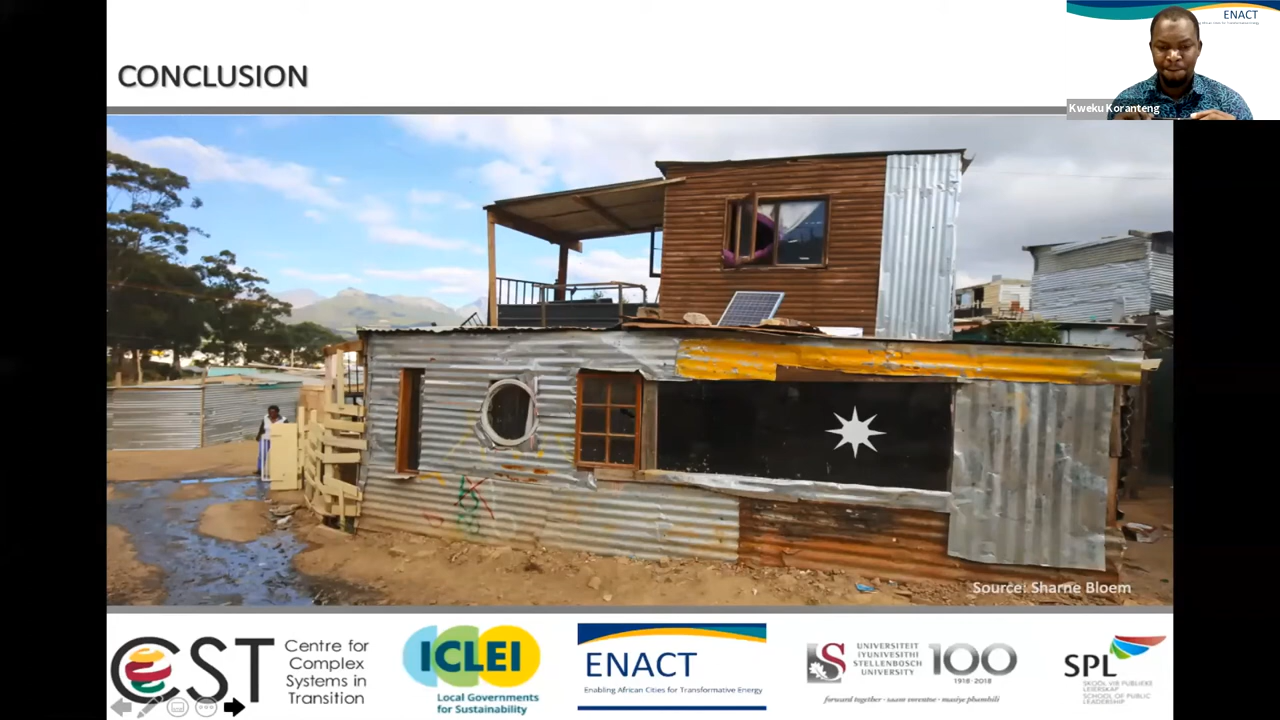 ENACT
Kweku Koranteng
CONCLUSION
Source: Sharne Bloem
CST
Centre for
Complex
Systems in
Transition
ICLEI
Local Governments
for Sustainability
ENACT
Enabling African Cities for Transformative Energy
UNIVERSITEIT
IYUNIVESITHI
STELLENBOSCH
UNIVERSITY
100
1918·2018
forward together · saam vorentoe · masiye phambili
SPL
SKOOL VIR PUBLIEKE
LEIERSKAP
SCHOOL OF PUBLIC
LEADERSHIP